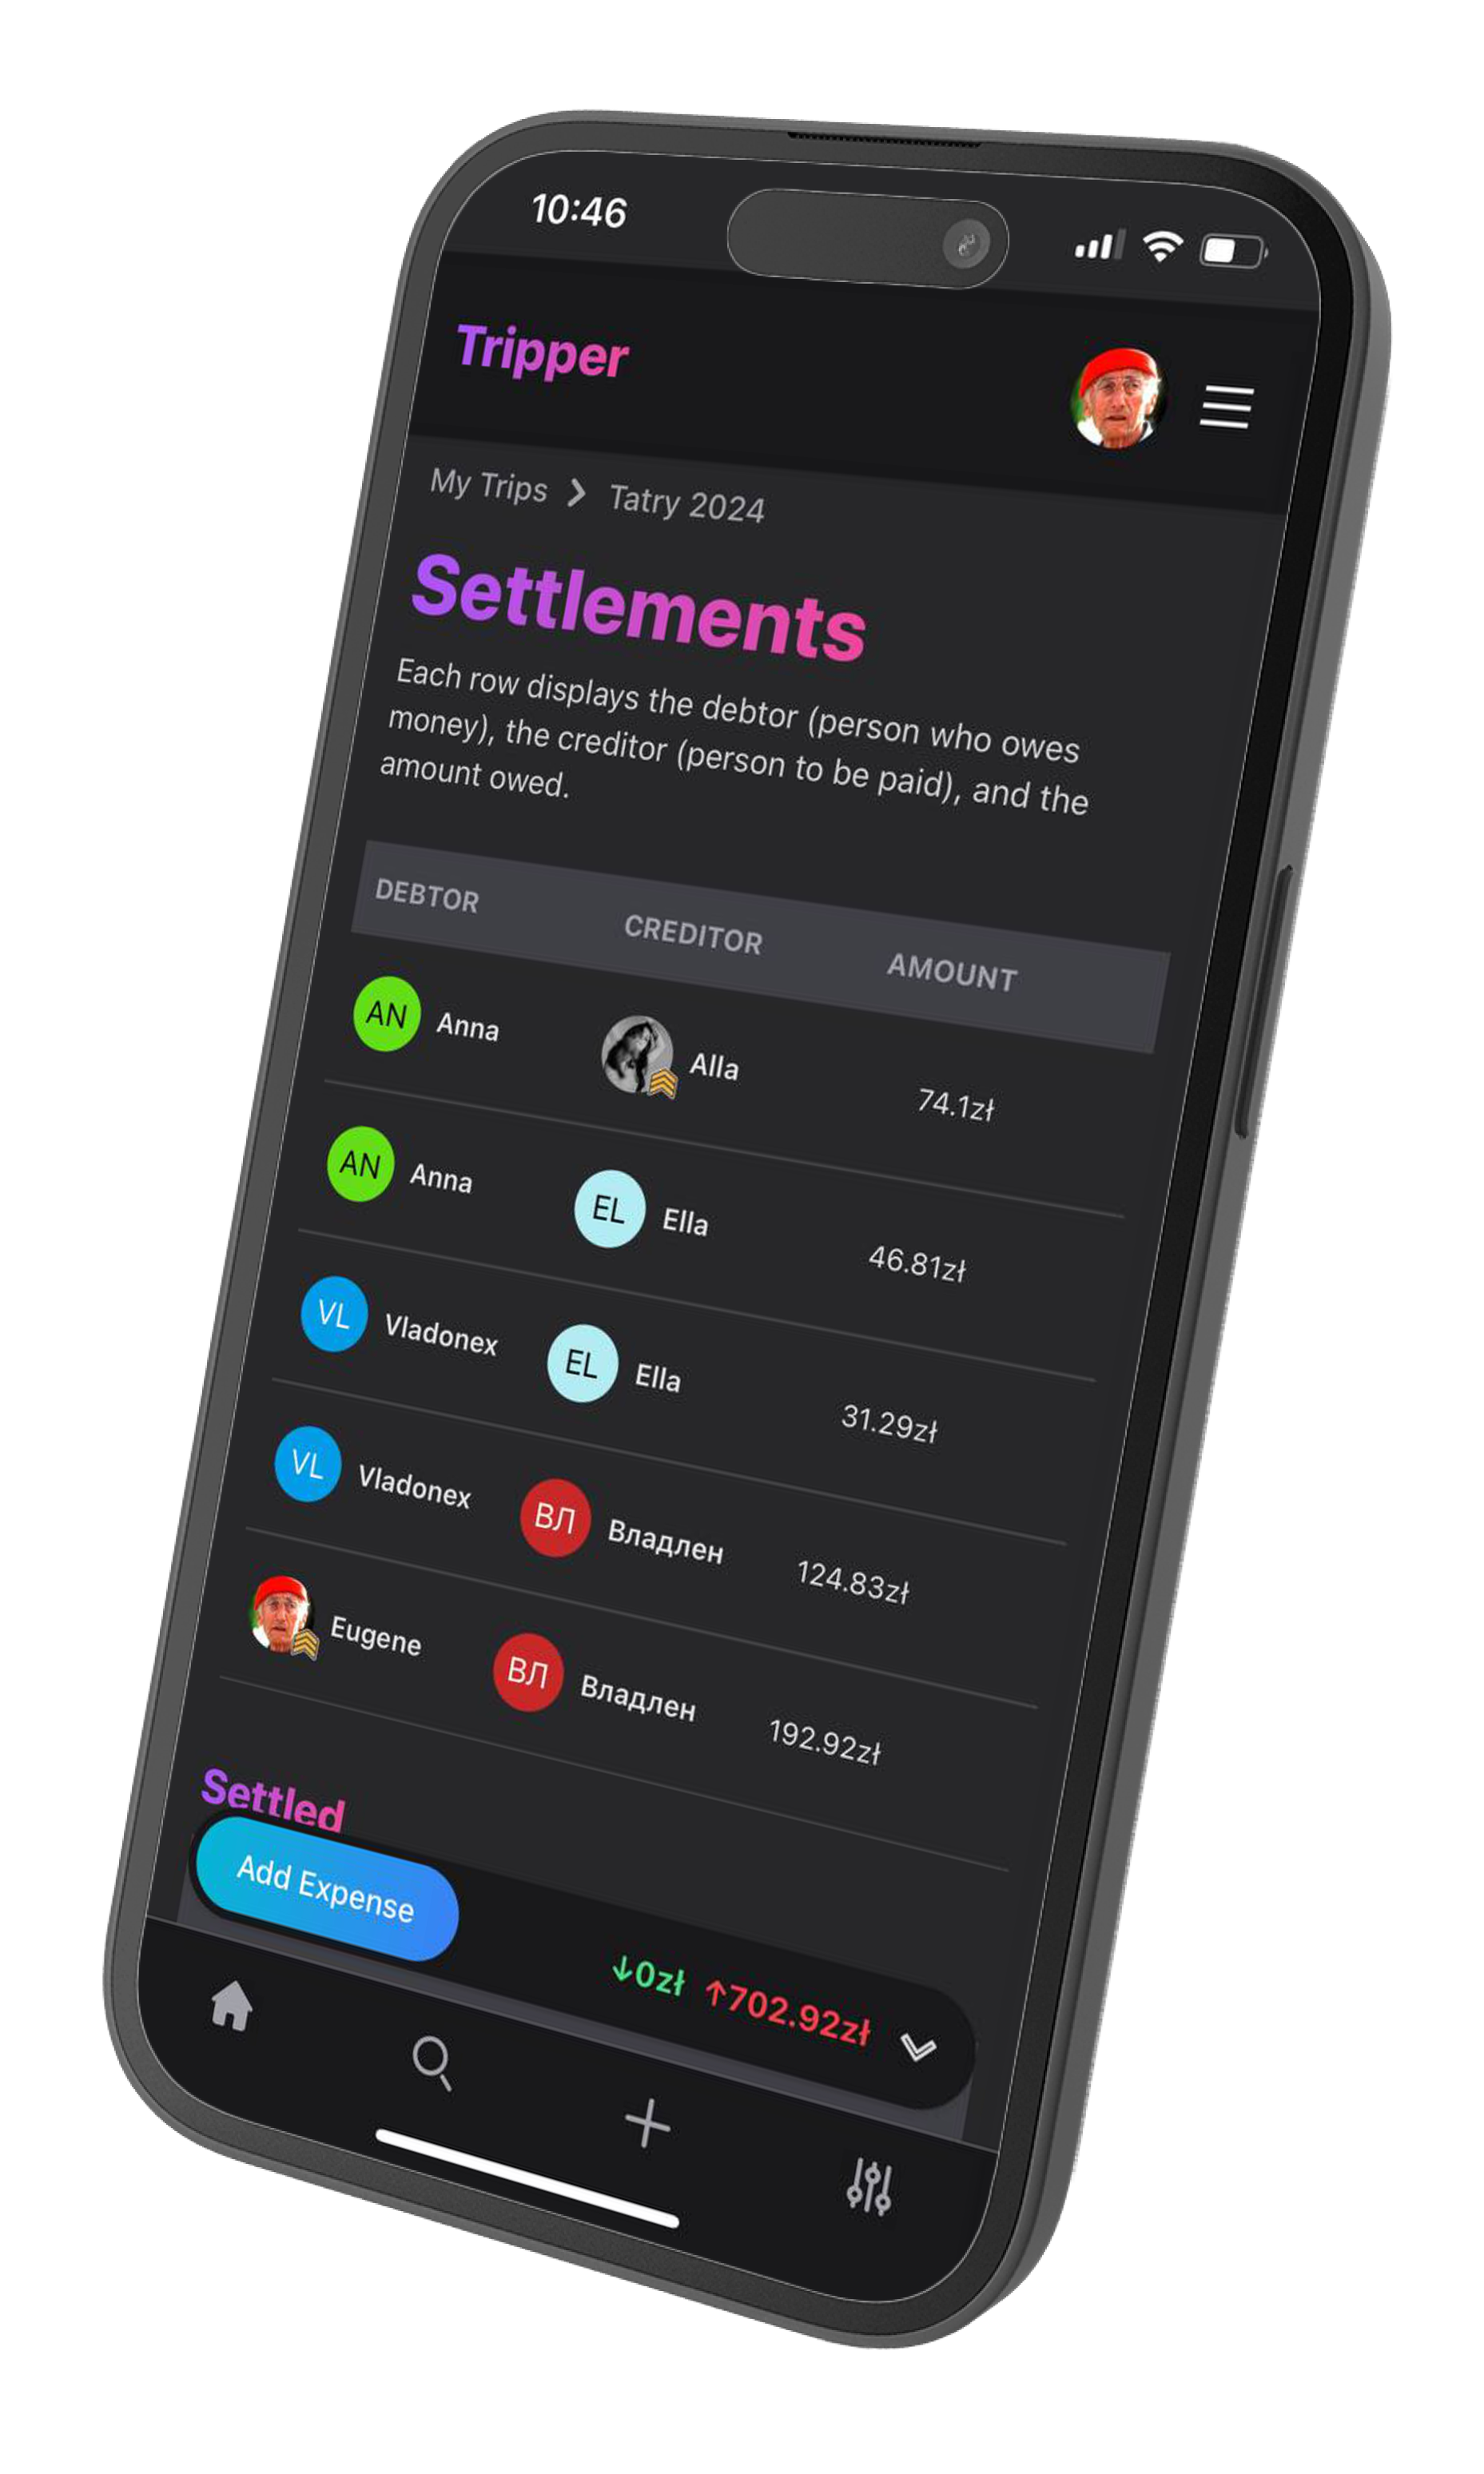 10:46
Tripper
My Trips Tatry 2024
Settlements
Each row displays the debtor (person who owes
money), the creditor (person to be paid), and the
amount owed.
DEBTOR CREDITOR AMOUNT
AN Anna Alla 74.1zł
AN Anna EL Ella 46.81zł
VL Vladonex EL Ella 31.29zł
VL Vladonex ВЛ Владлен 124.83zł
Eugene ВЛ Владлен 192.92zł
Settled
Add Expense ↓0zł ↑702.92zł